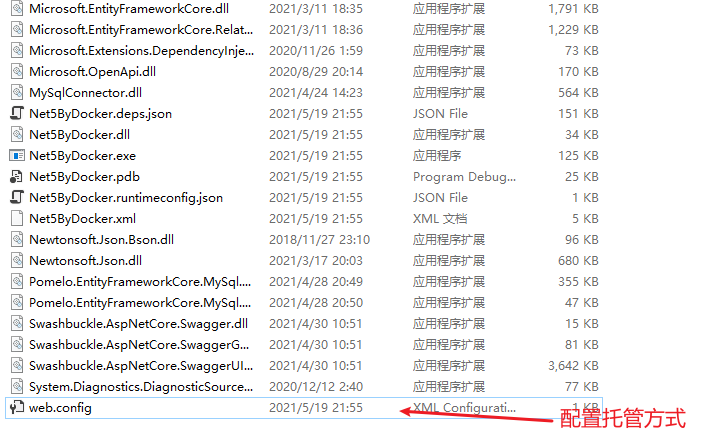 Microsoft.EntityFrameworkCore.dll 2021/3/11 18:35 应用程序扩展 1,791 KB
Microsoft.EntityFrameworkCore.Relat... 2021/3/11 18:36 应用程序扩展 1,229 KB
Microsoft.Extensions.DependencyInje... 2020/11/26 1:59 应用程序扩展 73 KB
Microsoft.OpenApi.dll 2020/8/29 20:14 应用程序扩展 170 KB
MySqlConnector.dll 2021/4/24 14:23 应用程序扩展 564 KB
Net5ByDocker.deps.json 2021/5/19 21:55 JSON File 151 KB
Net5ByDocker.dll 2021/5/19 21:55 应用程序扩展 34 KB
Net5ByDocker.exe 2021/5/19 21:55 应用程序 125 KB
Net5ByDocker.pdb 2021/5/19 21:55 Program Debug... 25 KB
Net5ByDocker.runtimeconfig.json 2021/5/19 21:55 JSON File 1 KB
Net5ByDocker.xml 2021/5/19 21:55 XML 文档 5 KB
Newtonsoft.Json.Bson.dll 2018/11/27 23:10 应用程序扩展 96 KB
Newtonsoft.Json.dll 2021/3/17 20:03 应用程序扩展 680 KB
Pomelo.EntityFrameworkCore.MySql.... 2021/4/28 20:49 应用程序扩展 355 KB
Pomelo.EntityFrameworkCore.MySql.... 2021/4/28 20:50 应用程序扩展 47 KB
Swashbuckle.AspNetCore.Swagger.dll 2021/4/30 10:51 应用程序扩展 15 KB
Swashbuckle.AspNetCore.SwaggerG... 2021/4/30 10:51 应用程序扩展 81 KB
Swashbuckle.AspNetCore.SwaggerUI... 2021/4/30 10:51 应用程序扩展 3,642 KB
System.Diagnostics.DiagnosticSource... 2020/12/12 2:40 应用程序扩展 77 KB
web.config 2021/5/19 21:55 XML Configurati... 1 KB
配置托管方式